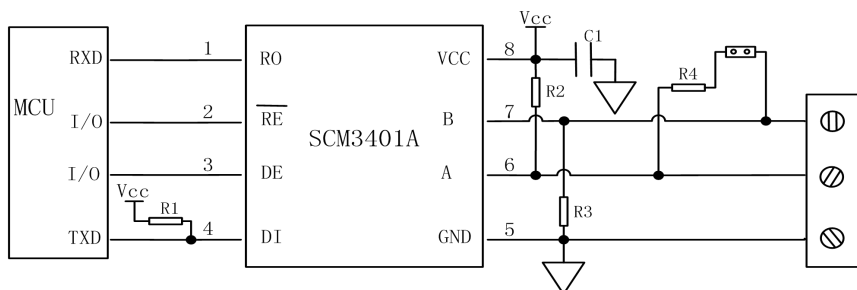 Vcc
C1
RXD
1
RO
VCC
8
R4
MCU
R2
I/O
2
RE
B
7
SCM3401A
I/O
3
DE
A
6
Vcc
R1
R3
TXD
4
DI
GND
5